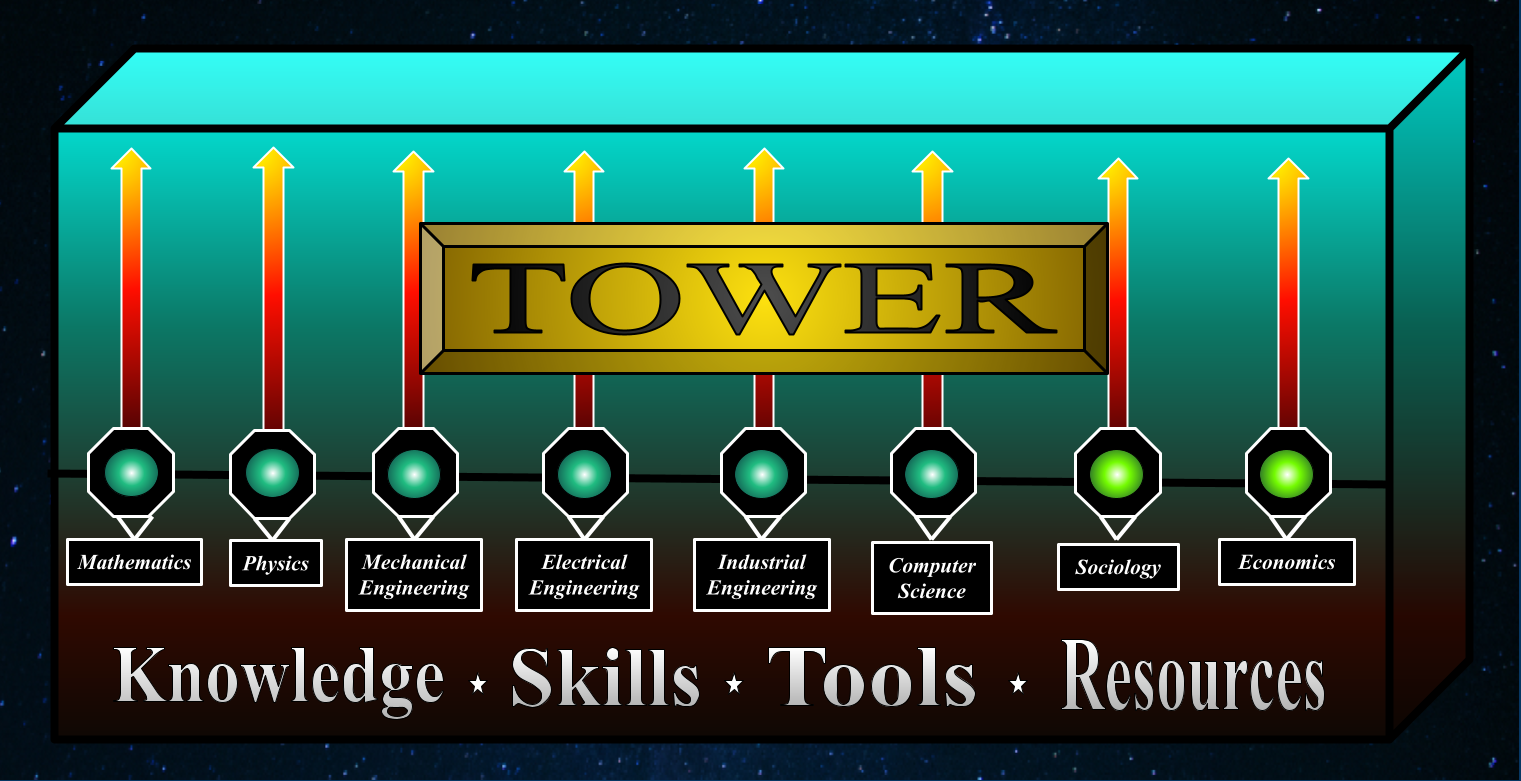 TOWER
Mathematics
Physics
Mechanical
Engineering
Electrical
Engineering
Industrial
Engineering
Computer
Science
Sociology
Economics
Knowledge ★ Skills ★ Tools ★ Resources